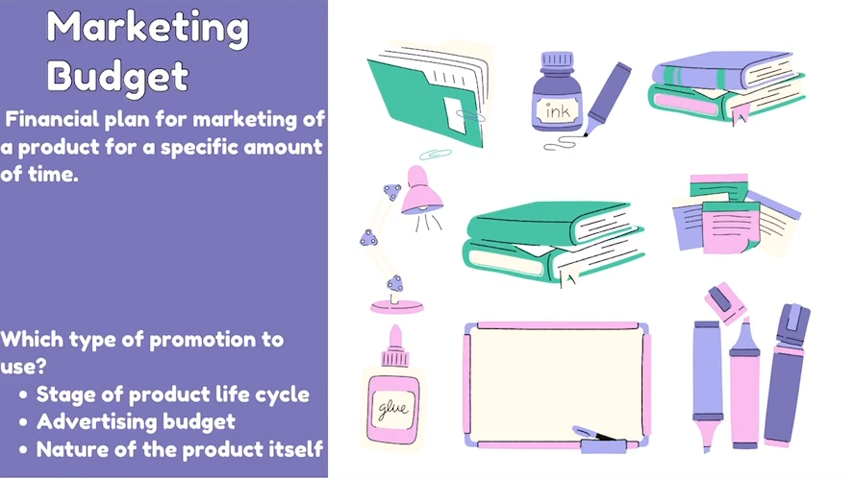 Marketing
Budget
Financial plan for marketing of
a product for a specific amount
of time.
Which type of promotion to
use?
• Stage of product life cycle
• Advertising budget
• Nature of the product itself
ink
glue